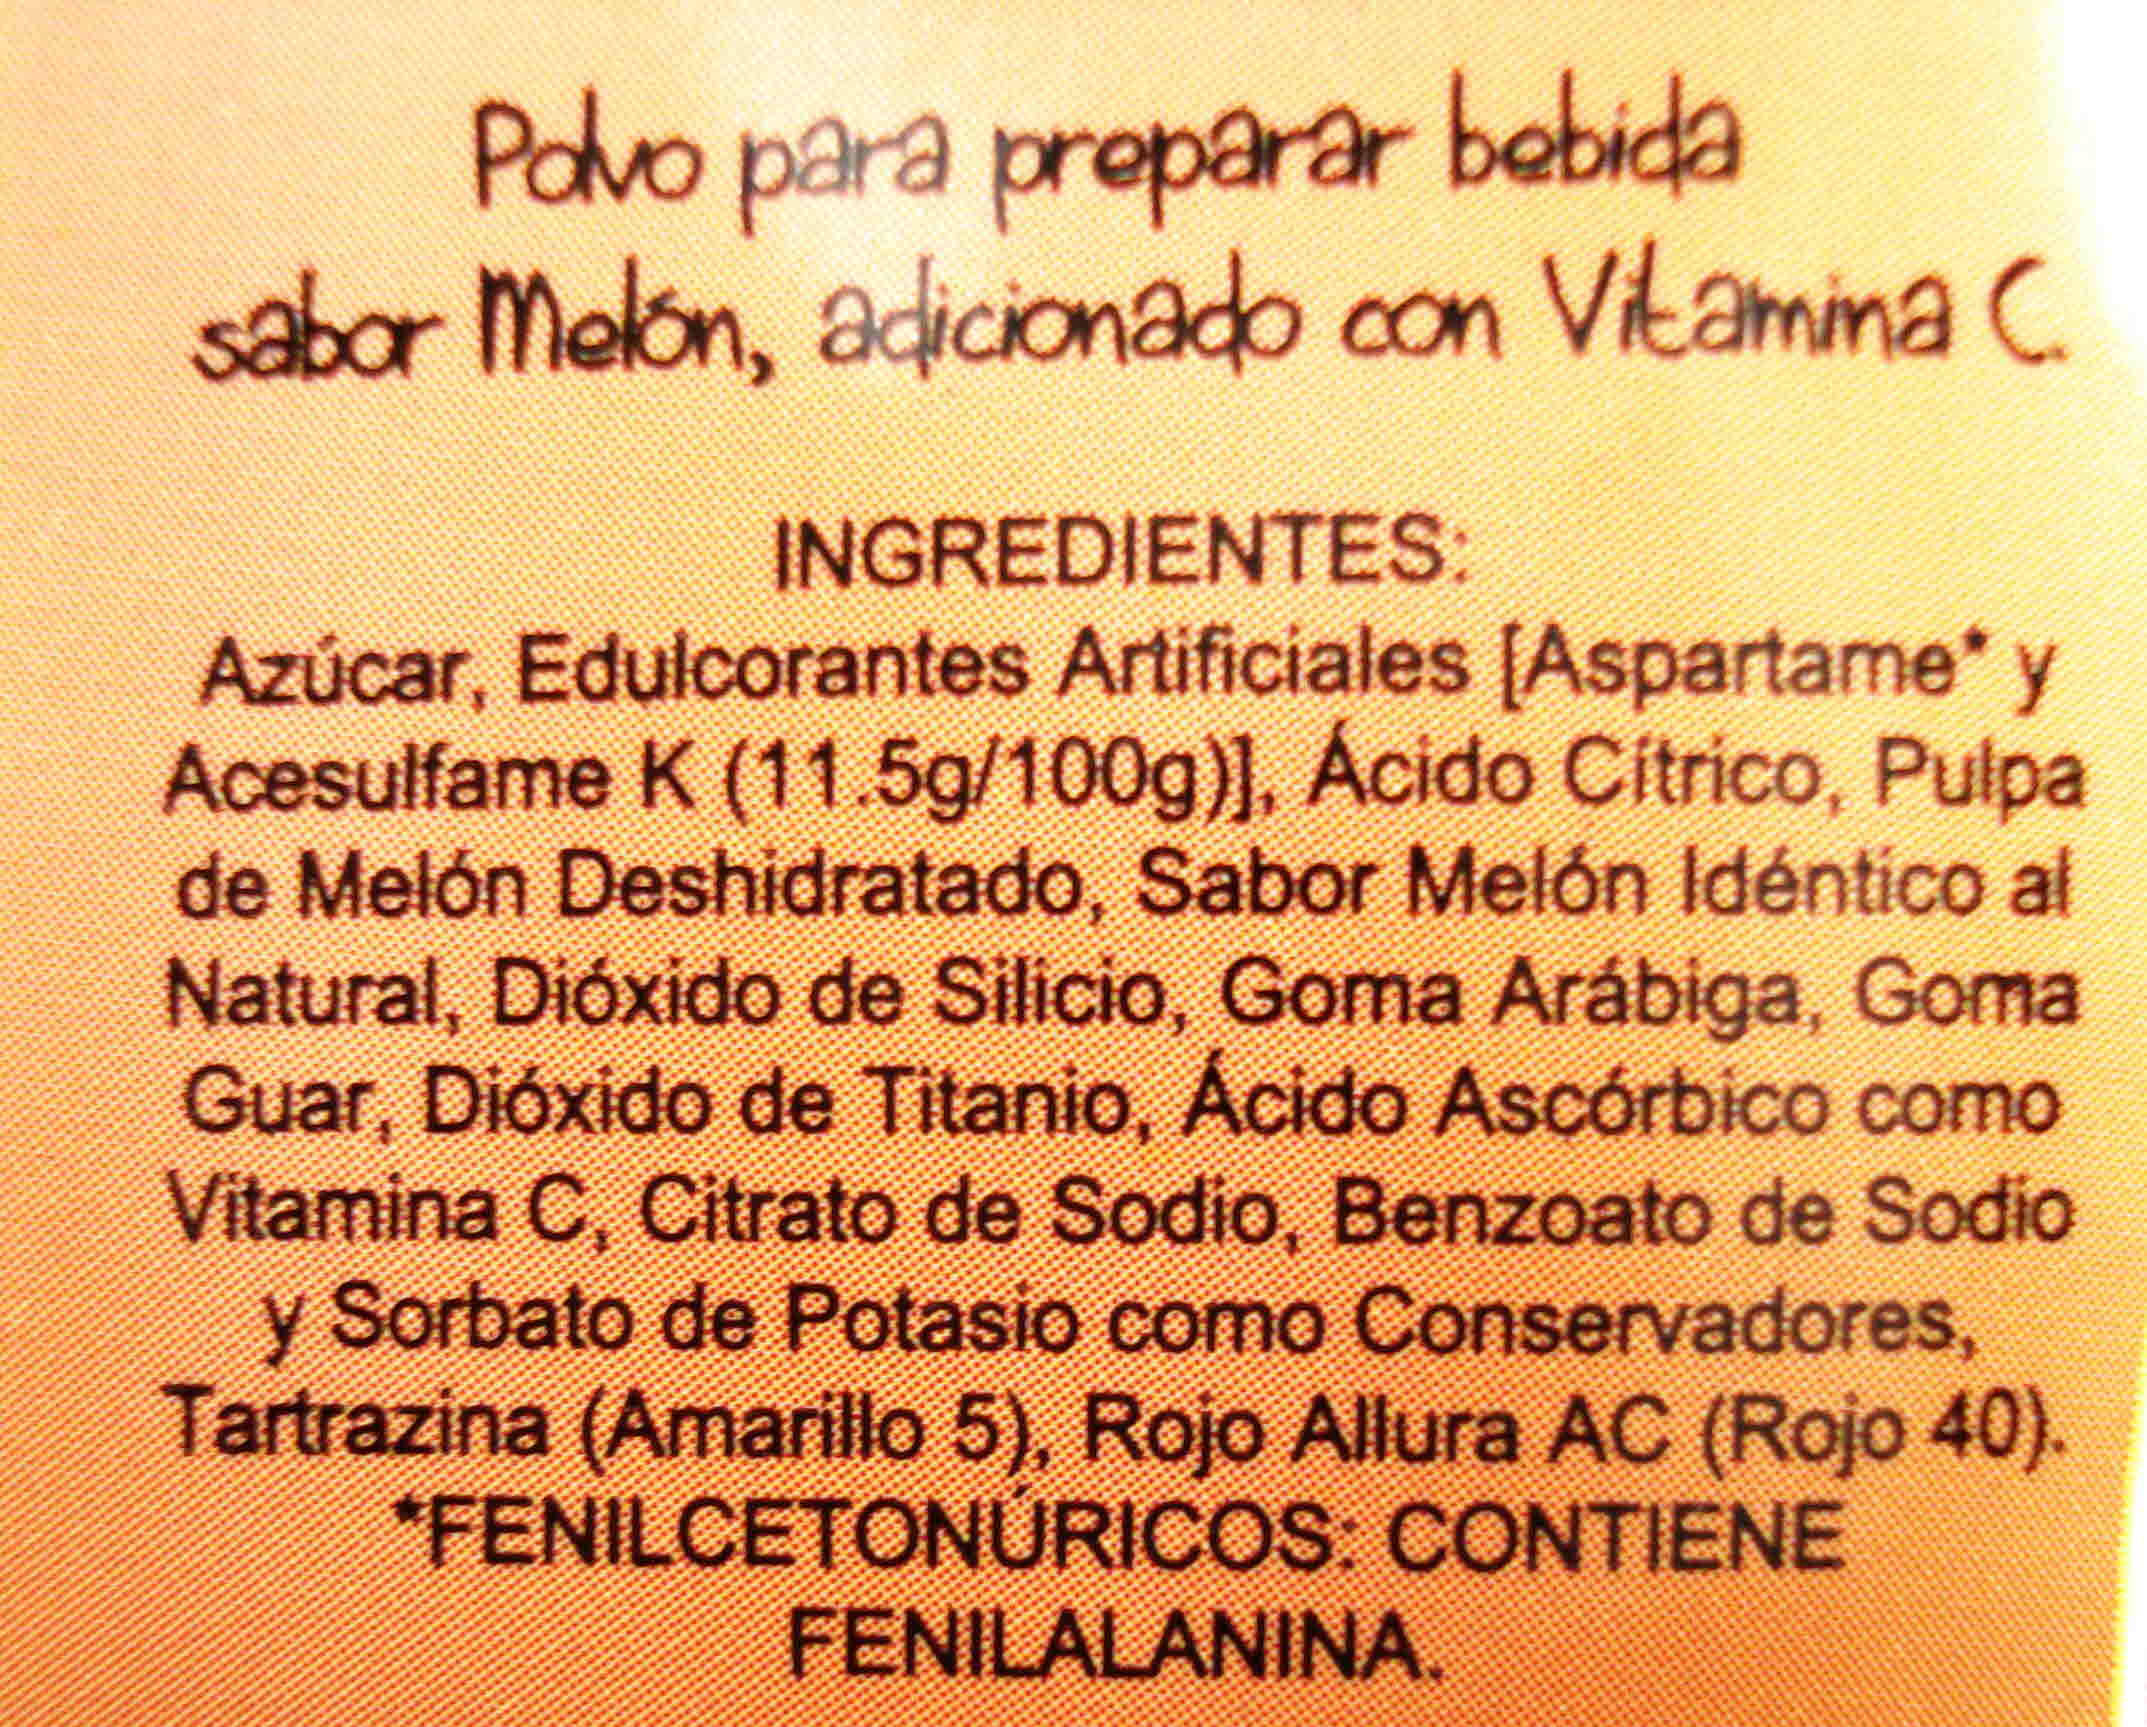 Polvo para preparar bebida
sabor Melón, adicionado con Vitamina C.
INGREDIENTES:
Azúcar, Edulcorantes Artificiales [Aspartame* y
Acesulfame K (11.5g/100g)], Ácido Cítrico, Pulpa
de Melón Deshidratado, Sabor Melón Idéntico al
Natural, Dióxido de Silicio, Goma Arábiga, Goma
Guar, Dióxido de Titanio, Ácido Ascórbico como
Vitamina C, Citrato de Sodio, Benzoato de Sodio
y Sorbato de Potasio como Conservadores,
Tartrazina (Amarillo 5), Rojo Allura AC (Rojo 40).
*FENILCETONÚRICOS: CONTIENE
FENILALANINA.